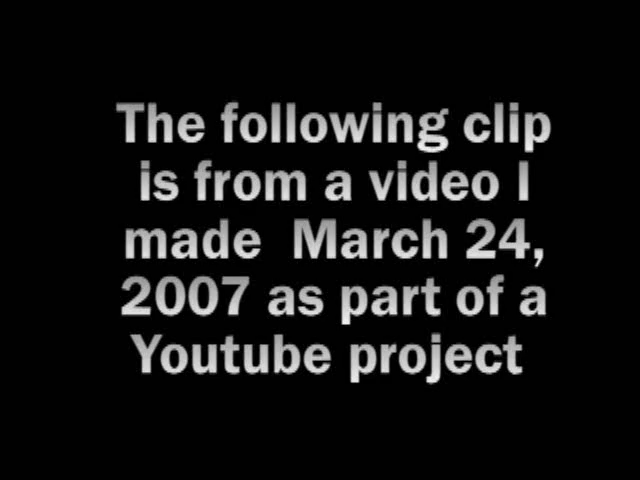 The following clip
is from a video I
made  March 24,
2007 as part of a
Youtube project